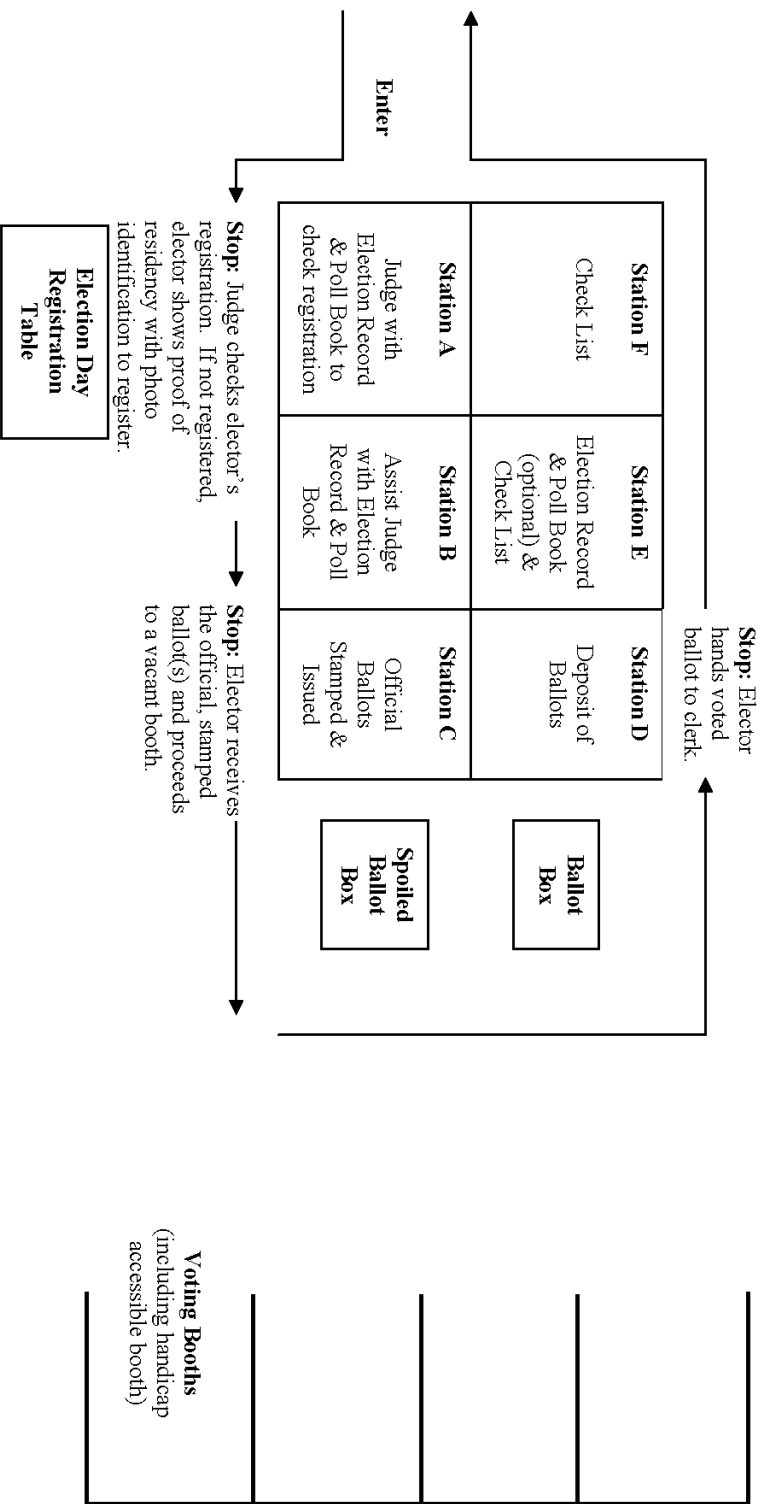 Stop: Elector
hands voted
ballot to clerk.
Station F
Check List
Station E
Election Record
& Poll Book
(optional) &
Check List
Station D
Deposit of
Ballots
Ballot
Box
Enter
Station A
Judge with
Election Record
& Poll Book to
check registration
Station B
Assist Judge
with Election
Record & Poll
Book
Station C
Official
Ballots
Stamped &
Issued
Spoiled
Ballot
Box
Stop: Judge checks elector's
registration. If not registered,
elector shows proof of
residency with photo
identification to register.
Stop: Elector receives
the official, stamped
ballot(s) and proceeds
to a vacant booth.
Election Day
Registration
Table
Voting Booths
(including handicap
accessible booth)